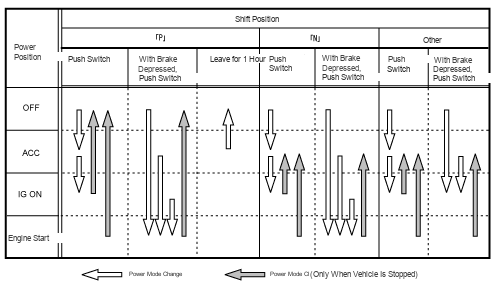 Shift Position
Power
Position
「P」
「N」
Other
Push Switch
With Brake
Depressed,
Push Switch
Leave for 1 Hour
Push
Switch
With Brake
Depressed,
Push Switch
Push
Switch
With Brake
Depressed,
Push Switch
OFF
ACC
IG ON
Engine Start
Power Mode Change
Power Mode C (Only When Vehicle Is Stopped)